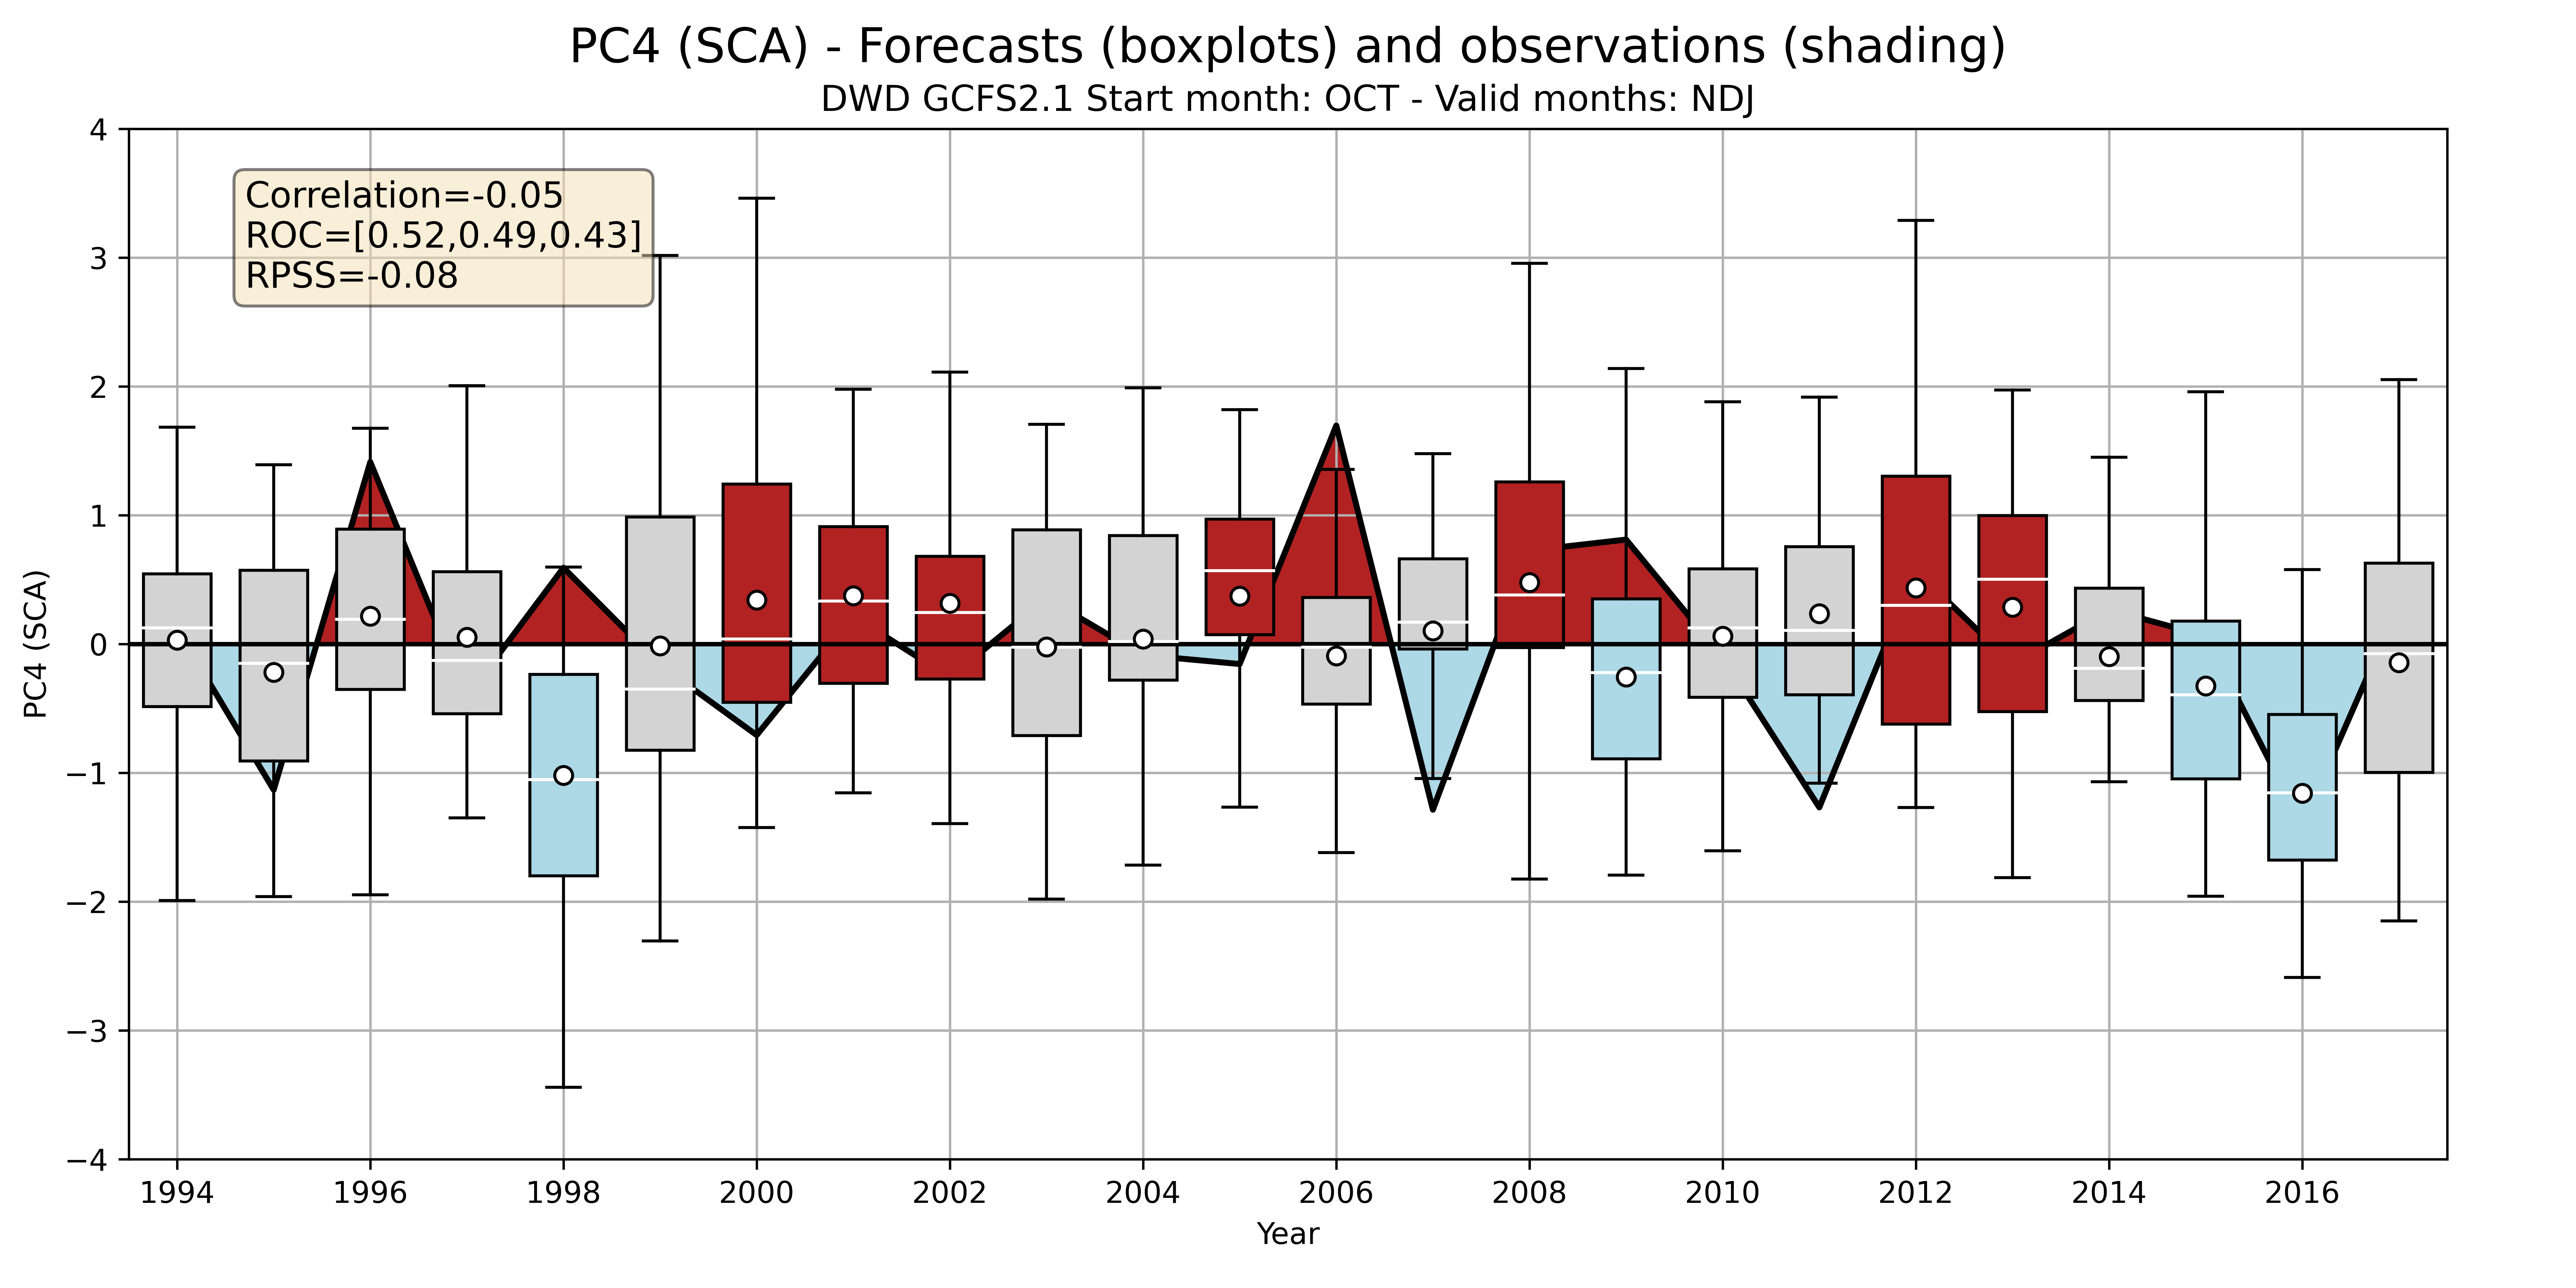 PC4 (SCA) - Forecasts (boxplots) and observations (shading)
DWD GCFS2.1 Start month: OCT - Valid months: NDJ
Correlation=-0.05
ROC=[0.52,0.49,0.43]
RPSS=-0.08
PC4 (SCA)
4
3
2
1
0
−1
−2
−3
−4
1994 1996 1998 2000 2002 2004 2006 2008 2010 2012 2014 2016
Year